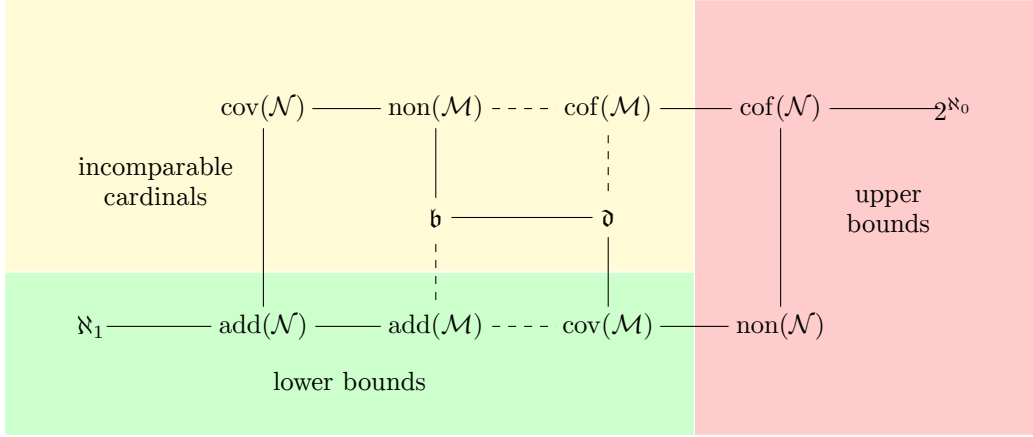 cov(𝒩) non(ℳ) cof(ℳ) cof(𝒩) 2^{ℵ₀}
incomparable
cardinals
upper
bounds
𝔟 𝔡
ℵ₁ add(𝒩) add(ℳ) cov(ℳ) non(𝒩)
lower bounds